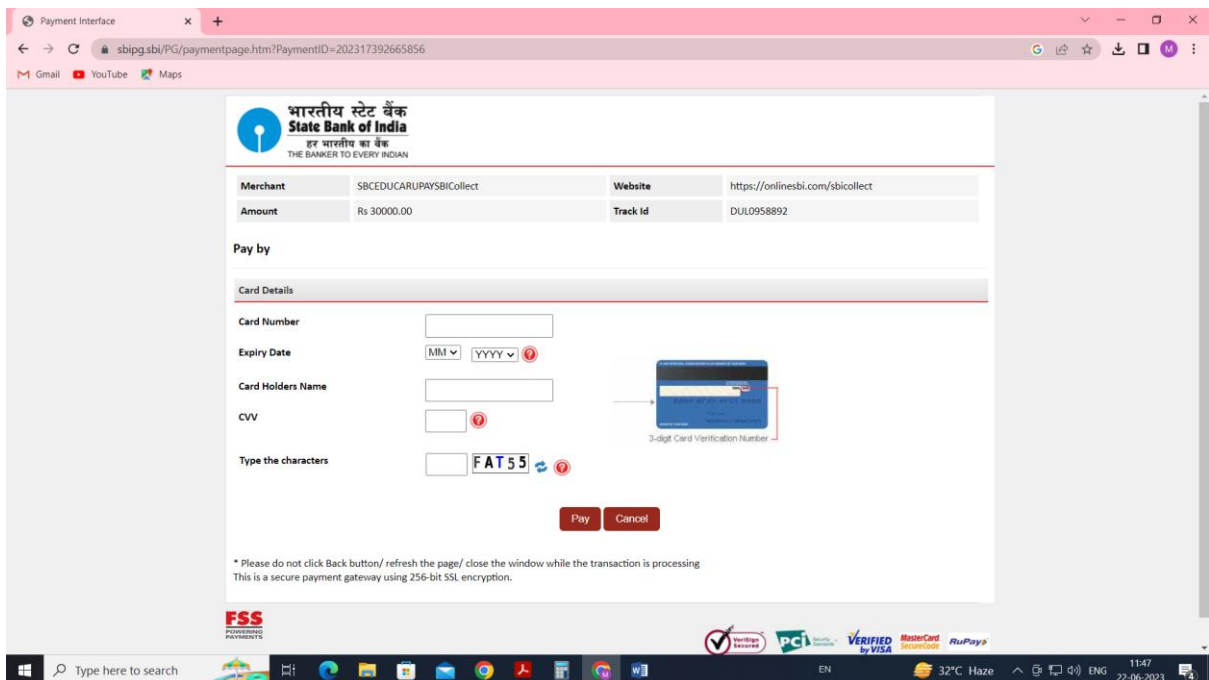 Payment Interface
sbipg.sbi/PG/paymentpage.htm?PaymentID=202317392665856
M
Gmail YouTube Maps
भारतीय स्टेट बैंक
State Bank of India
हर भारतीय का बैंक
THE BANKER TO EVERY INDIAN
Merchant SBCEDUCARUPAYSBICollect Website https://onlinesbi.com/sbicollect
Amount Rs 30000.00 Track Id DUL0958892
Pay by
Card Details
Card Number
Expiry Date MM YYYY
Card Holders Name
CVV
3-digit Card Verification Number
Type the characters FAT55
Pay Cancel
* Please do not click Back button/ refresh the page/ close the window while the transaction is processing
This is a secure payment gateway using 256-bit SSL encryption.
FSS
POWERING
PAYMENTS
VeriSign
Secured
PCI
VERIFIED
by VISA
MasterCard
SecureCode
RuPay
Type here to search EN 32°C Haze ENG 11:47
22-06-2023